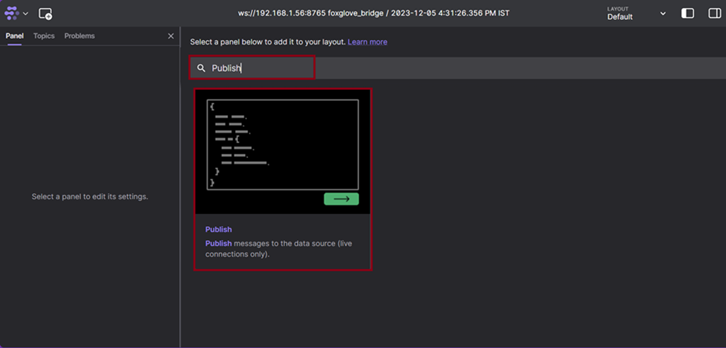 ws://192.168.1.56:8765 foxglove_bridge / 2023-12-05 4:31:26.356 PM IST
LAYOUT
Default
Panel Topics Problems
Select a panel below to add it to your layout. Learn more
Publish
Select a panel to edit its settings.
Publish
Publish messages to the data source (live
connections only).